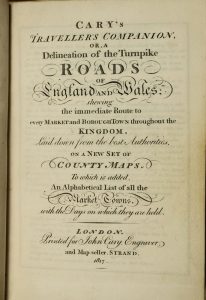 CARY'S
TRAVELLER'S COMPANION,
OR, A
Delineation of the Turnpike
ROADS
OF
England AND Wales;
shewing
the immediate Route to
every MARKET and BOROUGH TOWN throughout the
KINGDOM,
Laid down from the best Authorities,
ON A NEW SET OF
COUNTY MAPS.
To which is added,
An Alphabetical List of all the
Market Towns,
with the Days on which they are held.
LONDON.
Printed for John Cary, Engraver,
and Map-seller, STRAND.
1817.